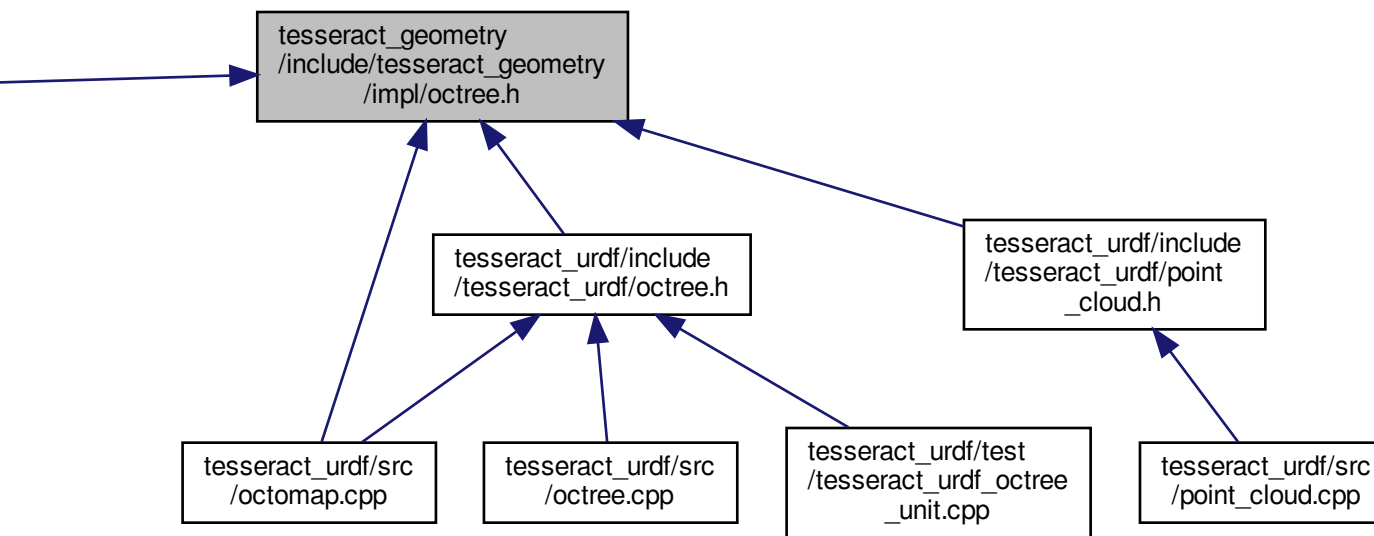 tesseract_geometry
/include/tesseract_geometry
/impl/octree.h
tesseract_urdf/include
/tesseract_urdf/octree.h
tesseract_urdf/include
/tesseract_urdf/point
_cloud.h
tesseract_urdf/src
/octomap.cpp
tesseract_urdf/src
/octree.cpp
tesseract_urdf/test
/tesseract_urdf_octree
_unit.cpp
tesseract_urdf/src
/point_cloud.cpp